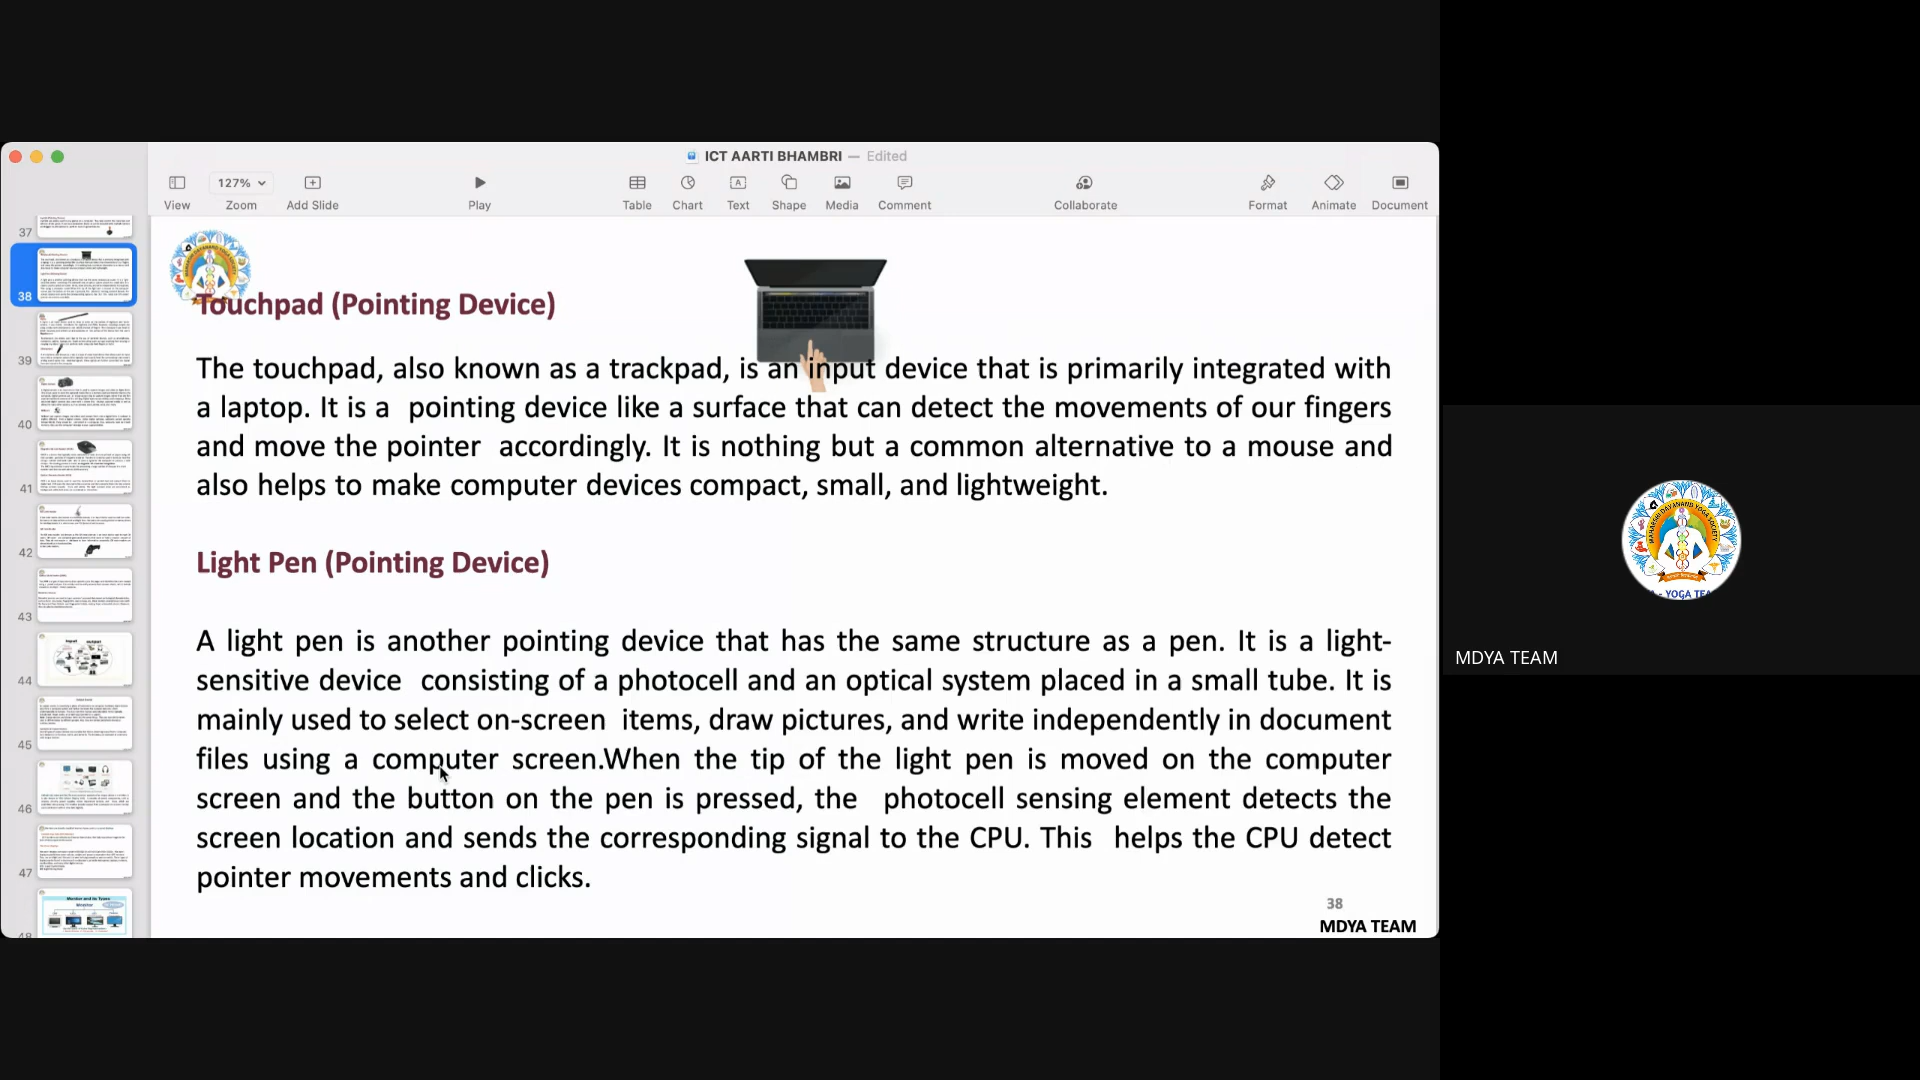 ICT AARTI BHAMBRI — Edited
127%
View Zoom Add Slide Play Table Chart Text Shape Media Comment Collaborate Format Animate Document
37
38
39
40
41
42
43
44
45
46
47
48
Touchpad (Pointing Device)
The touchpad, also known as a trackpad, is an input device that is primarily integrated with
a laptop. It is a pointing device like a surface that can detect the movements of our fingers
and move the pointer accordingly. It is nothing but a common alternative to a mouse and
also helps to make computer devices compact, small, and lightweight.
Light Pen (Pointing Device)
A light pen is another pointing device that has the same structure as a pen. It is a light-
sensitive device consisting of a photocell and an optical system placed in a small tube. It is
mainly used to select on-screen items, draw pictures, and write independently in document
files using a computer screen.When the tip of the light pen is moved on the computer
screen and the button on the pen is pressed, the photocell sensing element detects the
screen location and sends the corresponding signal to the CPU. This helps the CPU detect
pointer movements and clicks.
38
MDYA TEAM
MAHARSHI DAYANAND YOGA SOCIETY
MDYA TEAM